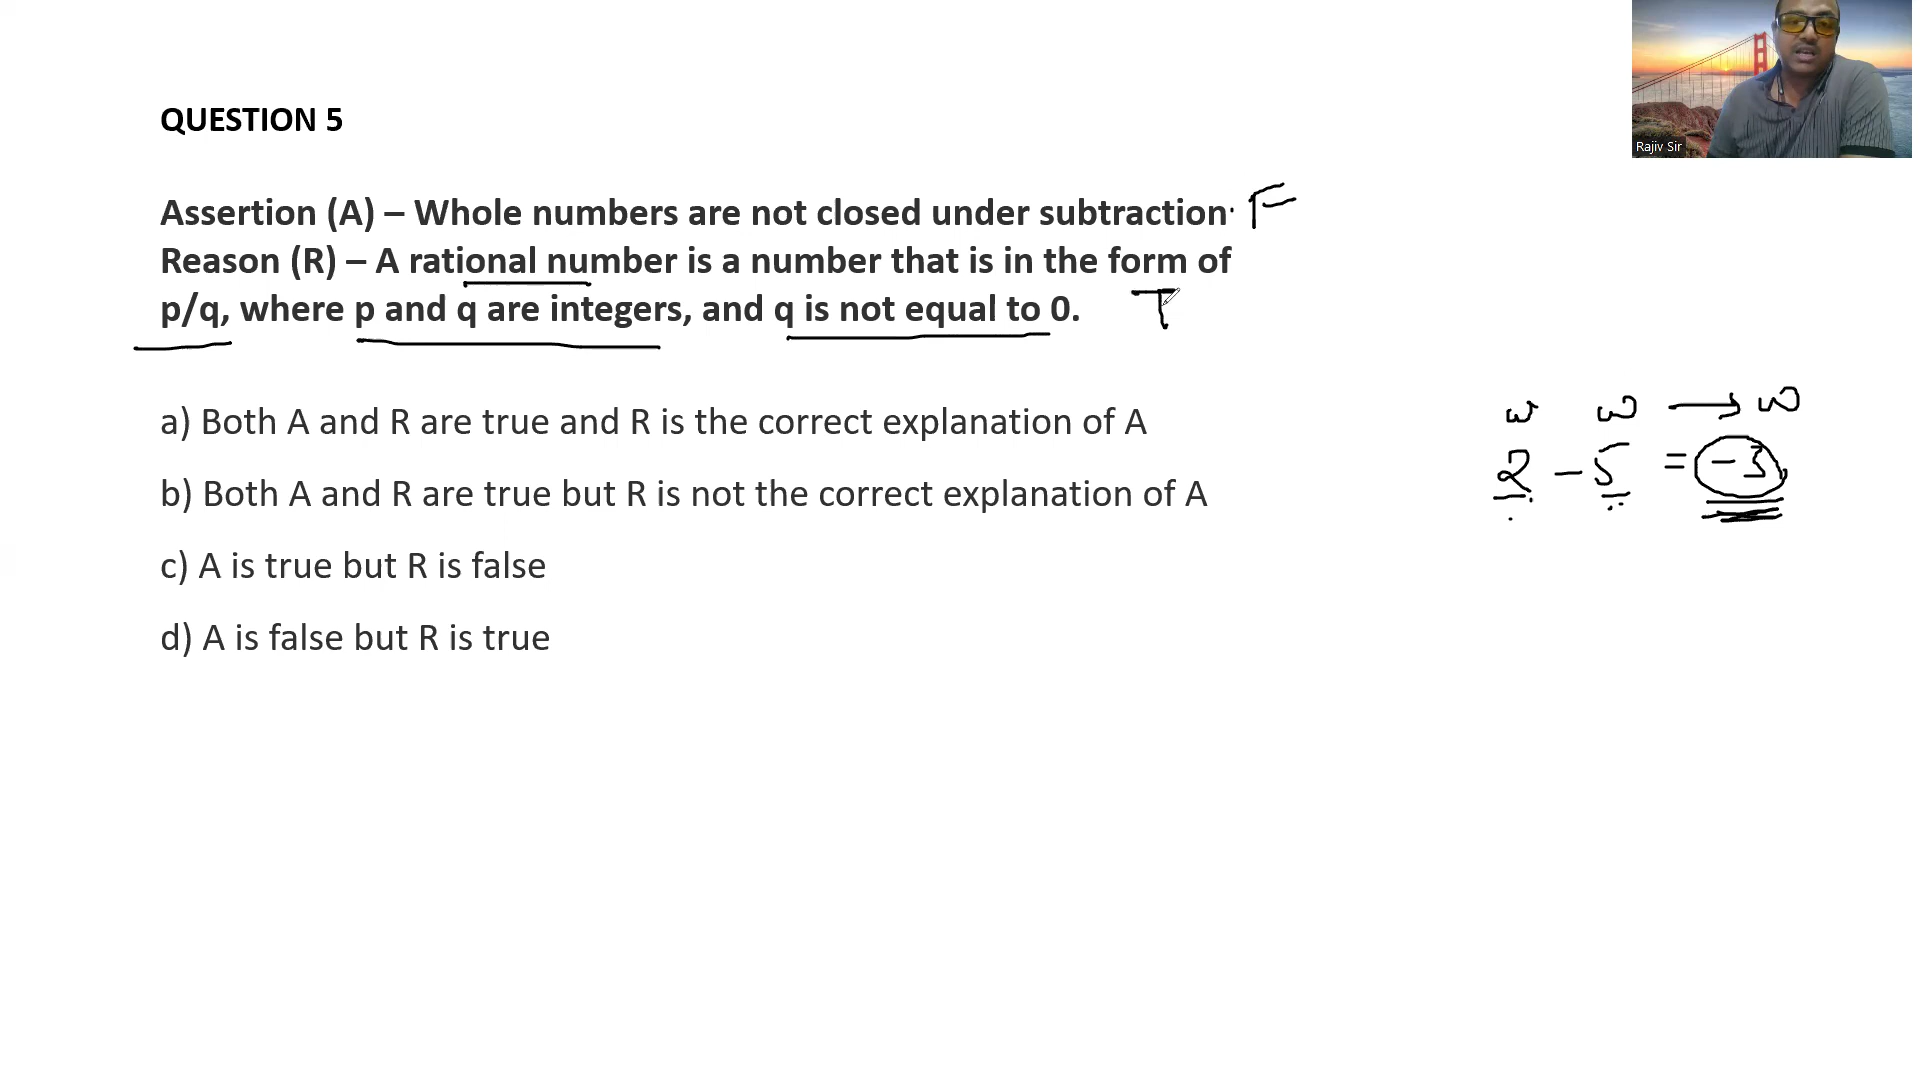 Rajiv Sir
QUESTION 5
Assertion (A) – Whole numbers are not closed under subtraction. F
Reason (R) – A rational number is a number that is in the form of
p/q, where p and q are integers, and q is not equal to 0. T
a) Both A and R are true and R is the correct explanation of A
b) Both A and R are true but R is not the correct explanation of A
c) A is true but R is false
d) A is false but R is true
W W → W
2 - 5 = -3